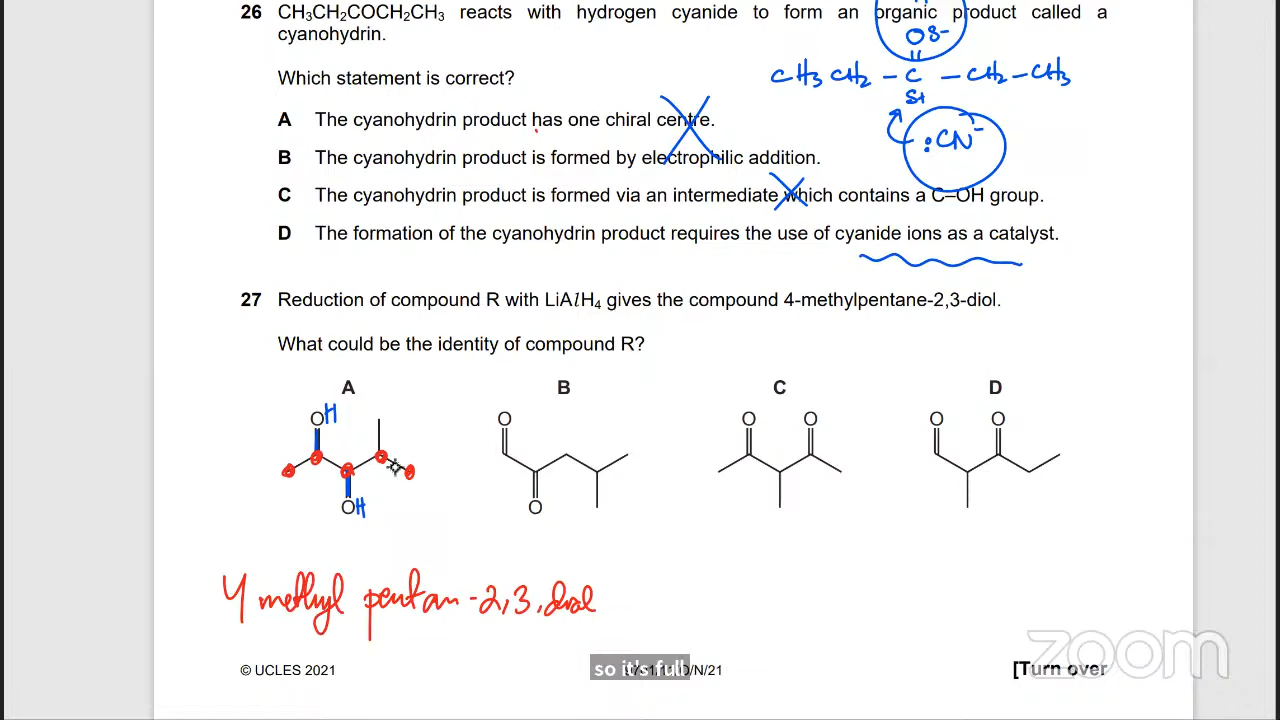 26 CH₃CH₂COCH₂CH₃ reacts with hydrogen cyanide to form an organic product called a
cyanohydrin.
Oδ-
Which statement is correct?
CH₃ CH₂ – C – CH₂ – CH₃
δ+
A The cyanohydrin product has one chiral centre.
:CN⁻
B The cyanohydrin product is formed by electrophilic addition.
C The cyanohydrin product is formed via an intermediate which contains a C–OH group.
D The formation of the cyanohydrin product requires the use of cyanide ions as a catalyst.
27 Reduction of compound R with LiAlH₄ gives the compound 4-methylpentane-2,3-diol.
What could be the identity of compound R?
A B C D
OH O O O O O
OH O
4 methyl pentan -2,3, diol
© UCLES 2021 /N/21 [Turn over
so it's full
zoom